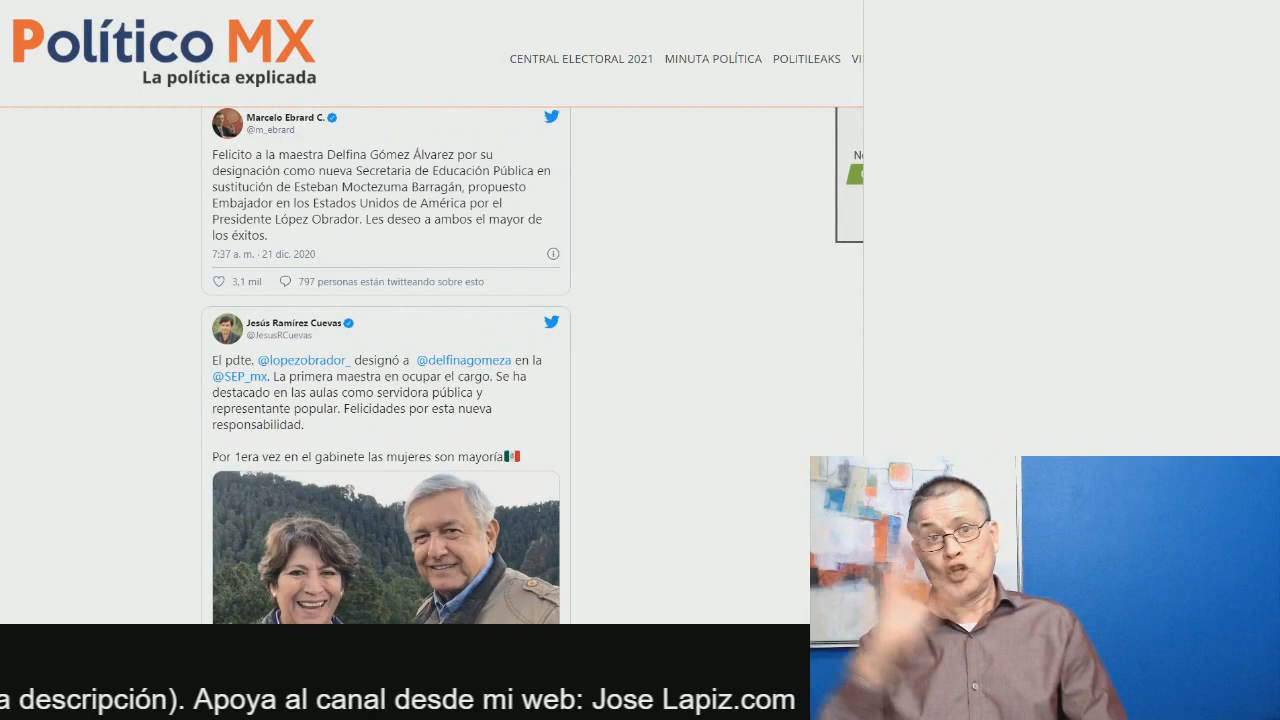 Político MX
La política explicada
CENTRAL ELECTORAL 2021 MINUTA POLÍTICA POLITILEAKS
Marcelo Ebrard C.
@m_ebrard
Felicito a la maestra Delfina Gómez Álvarez por su
designación como nueva Secretaria de Educación Pública en
sustitución de Esteban Moctezuma Barragán, propuesto
Embajador en los Estados Unidos de América por el
Presidente López Obrador. Les deseo a ambos el mayor de
los éxitos.
7:37 a. m. · 21 dic. 2020
3,1 mil 797 personas están twitteando sobre esto
Jesús Ramírez Cuevas
@JesusRCuevas
El pdte. @lopezobrador_ designó a @delfinagomeza en la
@SEP_mx. La primera maestra en ocupar el cargo. Se ha
destacado en las aulas como servidora pública y
representante popular. Felicidades por esta nueva
responsabilidad.
Por 1era vez en el gabinete las mujeres son mayoría
a descripción). Apoya al canal desde mi web: Jose Lapiz.com